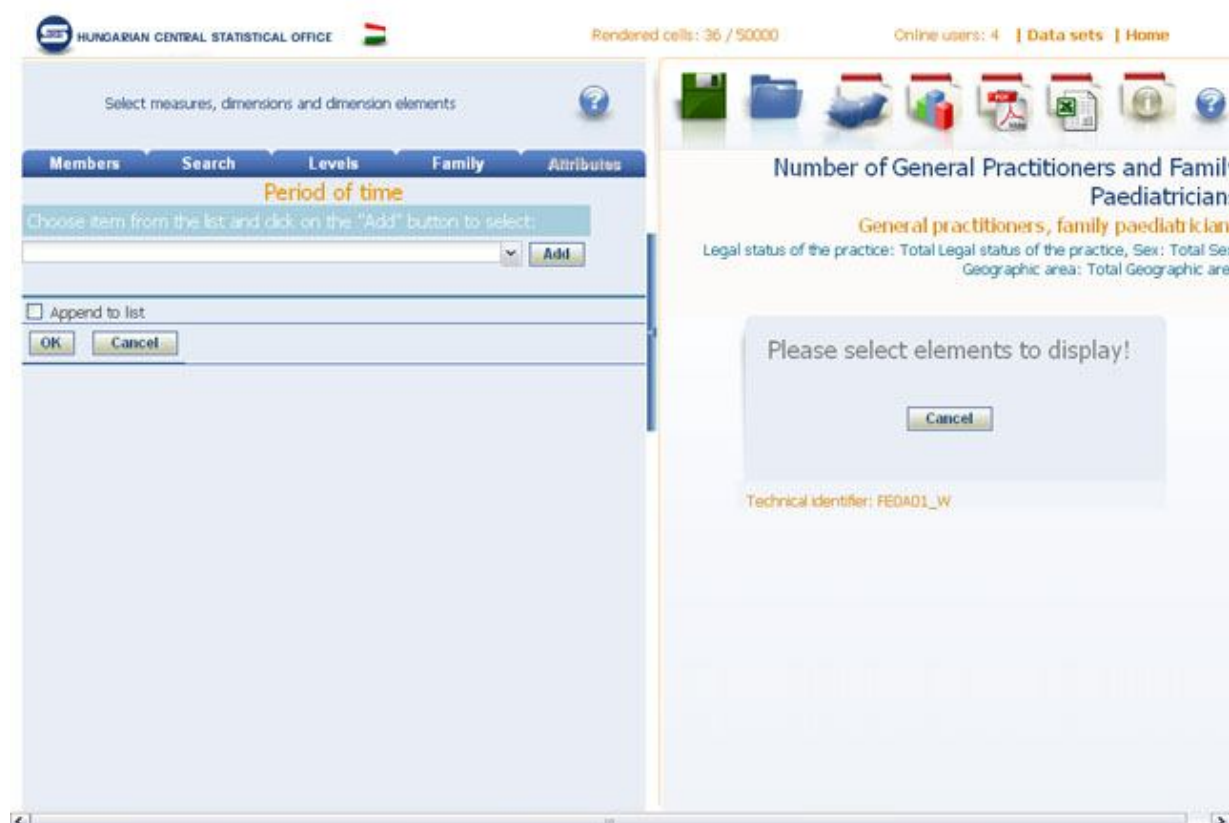 HUNGARIAN CENTRAL STATISTICAL OFFICE
Rendered cells: 36 / 50000
Online users: 4 | Data sets | Home
Select measures, dimensions and dimension elements
Members Search Levels Family Attributes
Period of time
Choose item from the list and click on the "Add" button to select:
Add
Append to list
OK Cancel
Number of General Practitioners and Family
Paediatricians
General practitioners, family paediatrician
Legal status of the practice: Total Legal status of the practice, Sex: Total Sex
Geographic area: Total Geographic are
Please select elements to display!
Cancel
Technical identifier: FE0A01_W